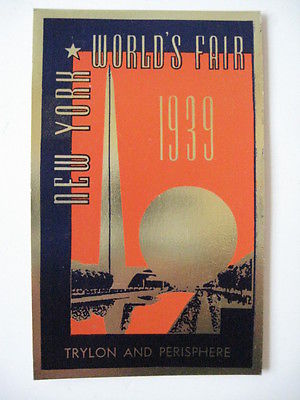 NEW YORK ★ WORLD'S FAIR
1939
TRYLON AND PERISPHERE